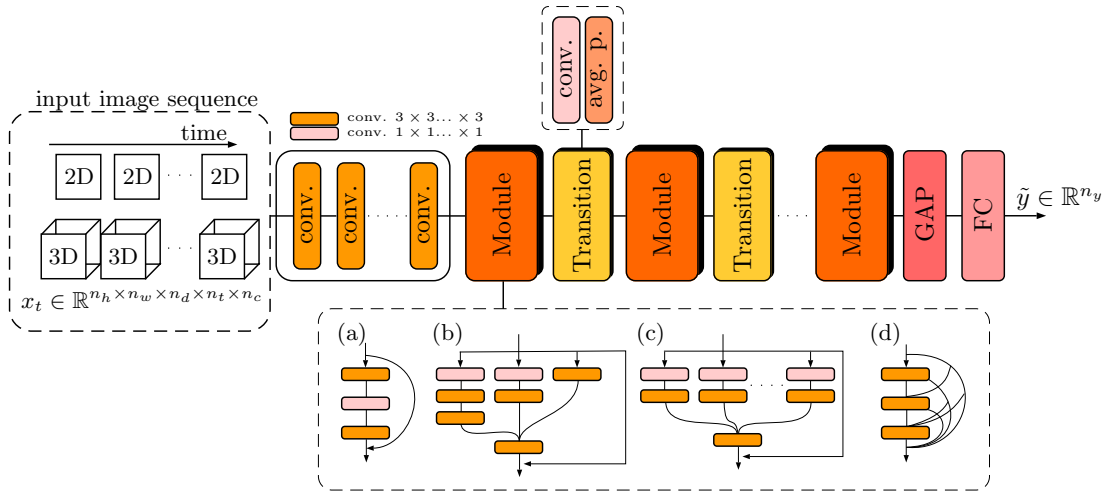 input image sequence
time
2D 2D · · · 2D
3D 3D · · · 3D
x_t ∈ ℝ^{n_h × n_w × n_d × n_t × n_c}
conv. 3 × 3... × 3
conv. 1 × 1... × 1
conv.
conv.
· · · · · ·
conv.
Module
conv.
avg. p.
Transition
Module
Transition
· · · · · ·
Module
GAP
FC
ỹ ∈ ℝ^{n_y}
(a)
(b)
(c)
· · · · ·
(d)